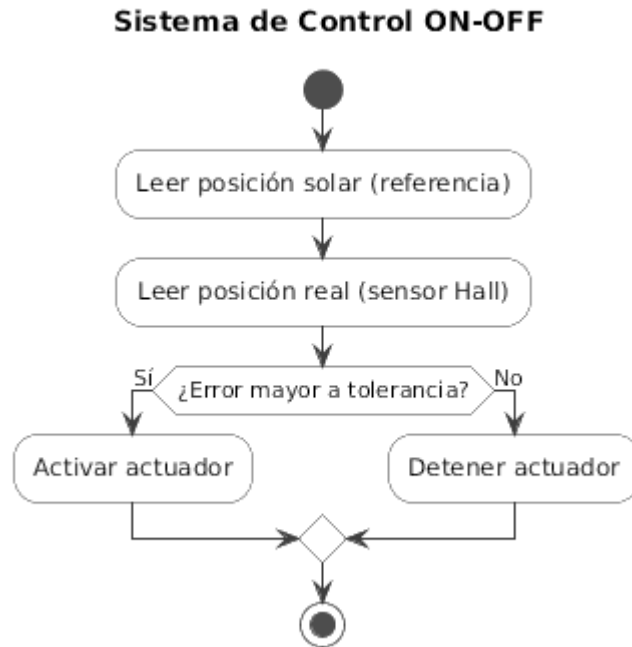 Sistema de Control ON-OFF
Leer posición solar (referencia)
Leer posición real (sensor Hall)
Sí
¿Error mayor a tolerancia?
No
Activar actuador
Detener actuador